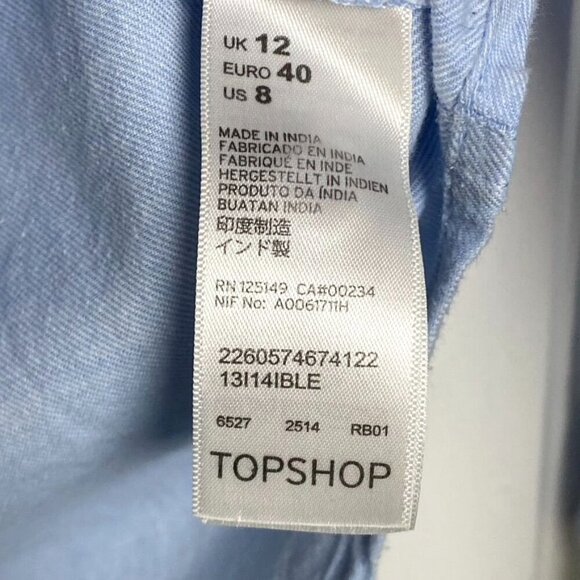 UK 12
EURO 40
US 8
MADE IN INDIA
FABRICADO EN INDIA
FABRIQUÉ EN INDE
HERGESTELLT IN INDIEN
PRODUTO DA ÍNDIA
BUATAN INDIA
印度制造
インド製
RN 125149 CA#00234
NIF No: A0061711H
2260574674122
13I14IBLE
6527 2514 RB01
TOPSHOP